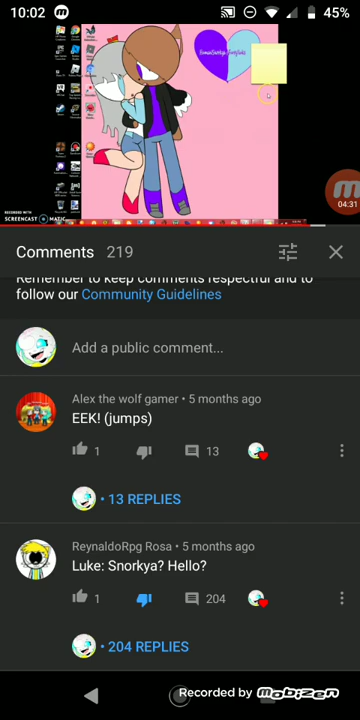 10:02
45%
04:31
RECORDED WITH
SCREENCAST MATIC
Comments 219
Remember to keep comments respectful and to
follow our Community Guidelines
Add a public comment...
Alex the wolf gamer • 5 months ago
EEK! (jumps)
1
13
• 13 REPLIES
ReynaldoRpg Rosa • 5 months ago
Luke: Snorkya? Hello?
1
204
• 204 REPLIES
Recorded by mobizen